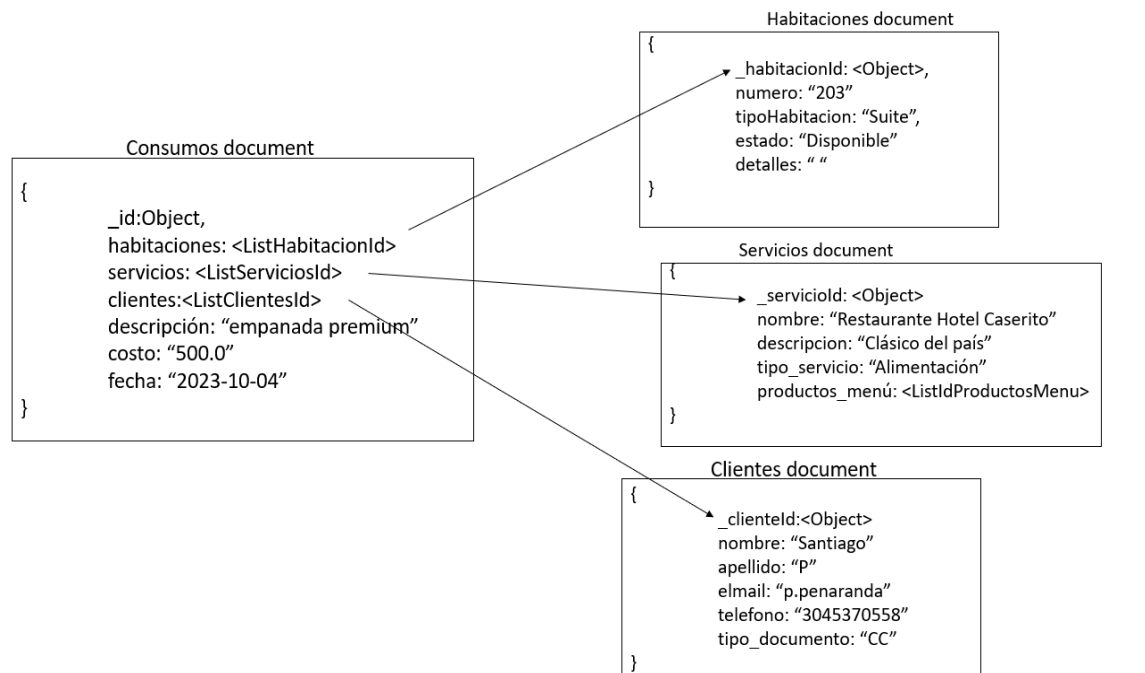 Consumos document
{
_id:Object,
habitaciones: <ListHabitacionId>
servicios: <ListServiciosId>
clientes:<ListClientesId>
descripción: “empanada premium”
costo: “500.0”
fecha: “2023-10-04”
}
Habitaciones document
{
_habitacionId: <Object>,
numero: “203”
tipoHabitacion: “Suite”,
estado: “Disponible”
detalles: “ “
}
Servicios document
{
_servicioId: <Object>
nombre: “Restaurante Hotel Caserito”
descripcion: “Clásico del país”
tipo_servicio: “Alimentación”
productos_menú: <ListIdProductosMenu>
}
Clientes document
{
_clienteId:<Object>
nombre: “Santiago”
apellido: “P”
elmail: “p.penaranda”
telefono: “3045370558”
tipo_documento: “CC”
}